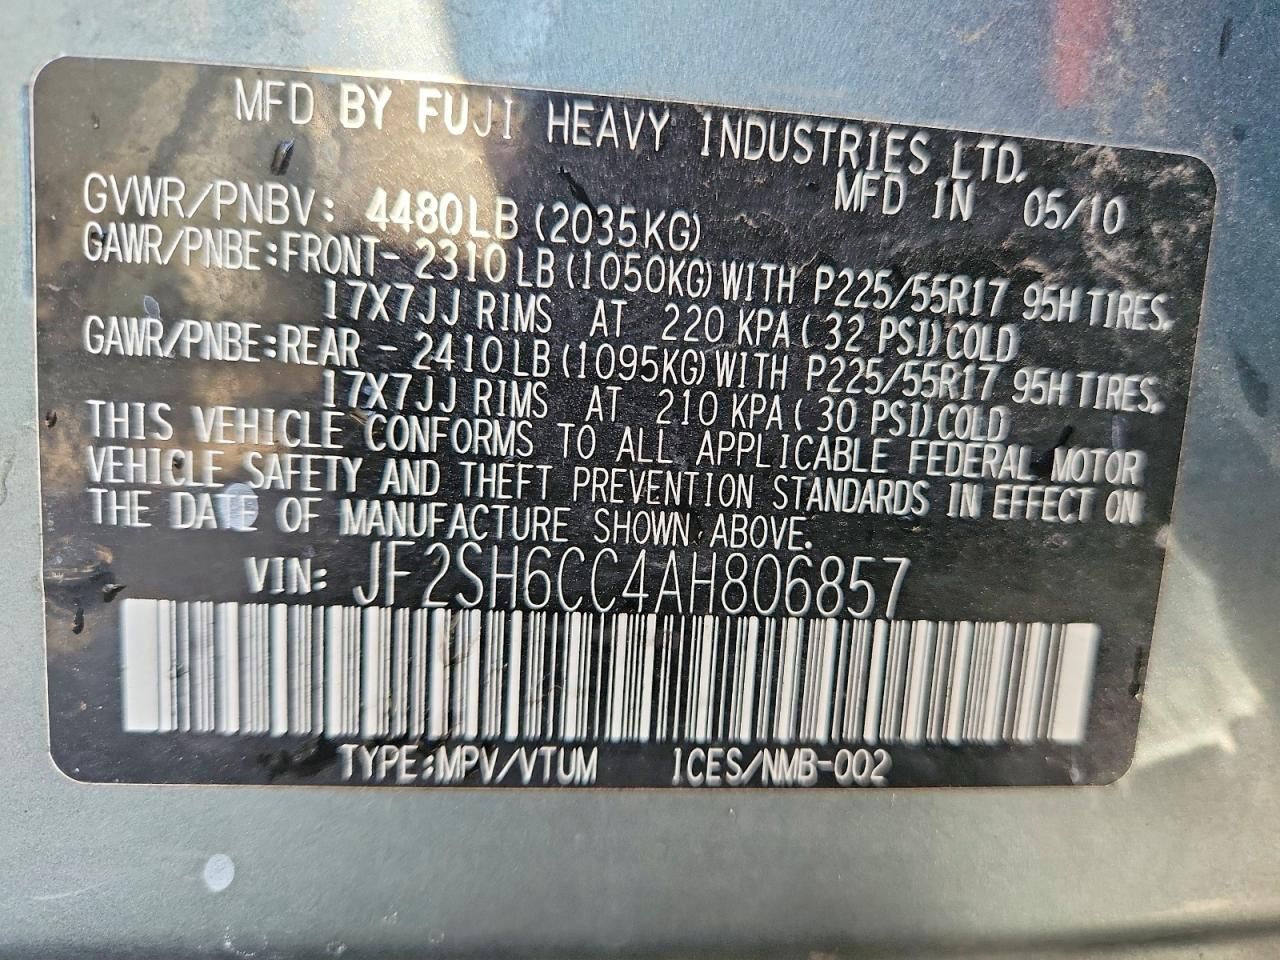 MFD BY FUJI HEAVY INDUSTRIES LTD.
MFD IN 05/10
GVWR/PNBV: 4480LB (2035KG)
GAWR/PNBE:FRONT- 2310 LB (1050KG) WITH P225/55R17 95H TIRES.
17X7JJ RIMS AT 220 KPA ( 32 PSI) COLD
GAWR/PNBE:REAR - 2410 LB (1095KG) WITH P225/55R17 95H TIRES.
17X7JJ RIMS AT 210 KPA ( 30 PSI) COLD
THIS VEHICLE CONFORMS TO ALL APPLICABLE FEDERAL MOTOR
VEHICLE SAFETY AND THEFT PREVENTION STANDARDS IN EFFECT ON
THE DATE OF MANUFACTURE SHOWN ABOVE.
VIN: JF2SH6CC4AH806857
TYPE:MPV/VTUM ICES/NMB-002